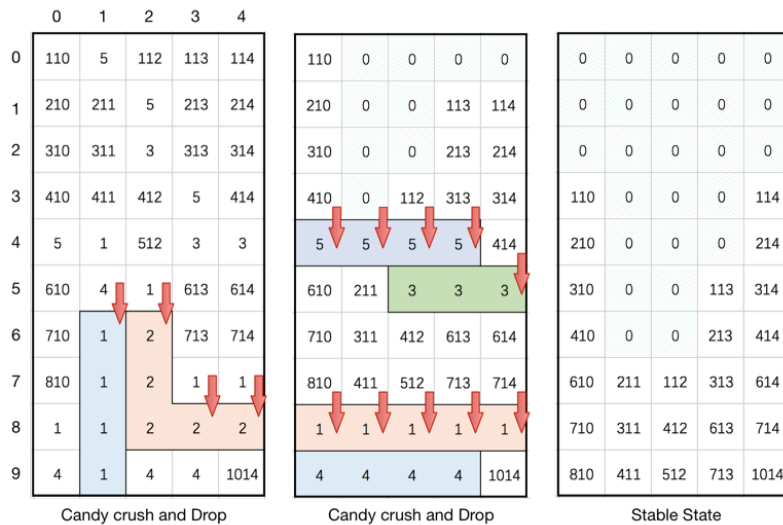 0 1 2 3 4
0 110 5 112 113 114 110 0 0 0 0 0 0 0 0 0
1 210 211 5 213 214 210 0 0 113 114 0 0 0 0 0
2 310 311 3 313 314 310 0 0 213 214 0 0 0 0 0
3 410 411 412 5 414 410 0 112 313 314 110 0 0 0 114
4 5 1 512 3 3 5 5 5 5 414 210 0 0 0 214
5 610 4 1 613 614 610 211 3 3 3 310 0 0 113 314
6 710 1 2 713 714 710 311 412 613 614 410 0 0 213 414
7 810 1 2 1 1 810 411 512 713 714 610 211 112 313 614
8 1 1 2 2 2 1 1 1 1 1 710 311 412 613 714
9 4 1 4 4 1014 4 4 4 4 1014 810 411 512 713 1014
Candy crush and Drop Candy crush and Drop Stable State